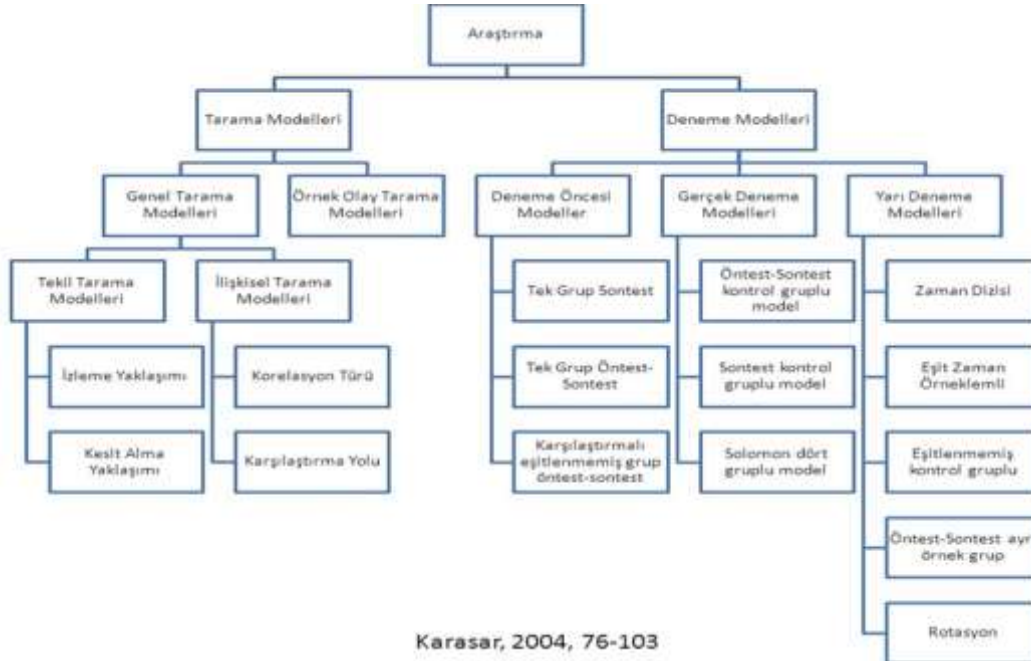 Araştırma
Tarama Modelleri
Deneme Modelleri
Genel Tarama
Modelleri
Örnek Olay Tarama
Modelleri
Deneme Öncesi
Modeller
Gerçek Deneme
Modelleri
Yarı Deneme
Modelleri
Tekil Tarama
Modelleri
İlişkisel Tarama
Modelleri
Tek Grup Sontest
Öntest-Sontest
kontrol gruplu
model
Zaman Dizisi
İzleme Yaklaşımı
Korelasyon Türü
Tek Grup Öntest-
Sontest
Sontest kontrol
gruplu model
Eşit Zaman
Örneklemli
Kesit Alma
Yaklaşımı
Karşılaştırma Yolu
Karşılaştırmalı
eşitlenmemiş grup
öntest-sontest
Solomon dört
gruplu model
Eşitlenmemiş
kontrol gruplu
Öntest-Sontest ayr
örnek grup
Rotasyon
Karasar, 2004, 76-103